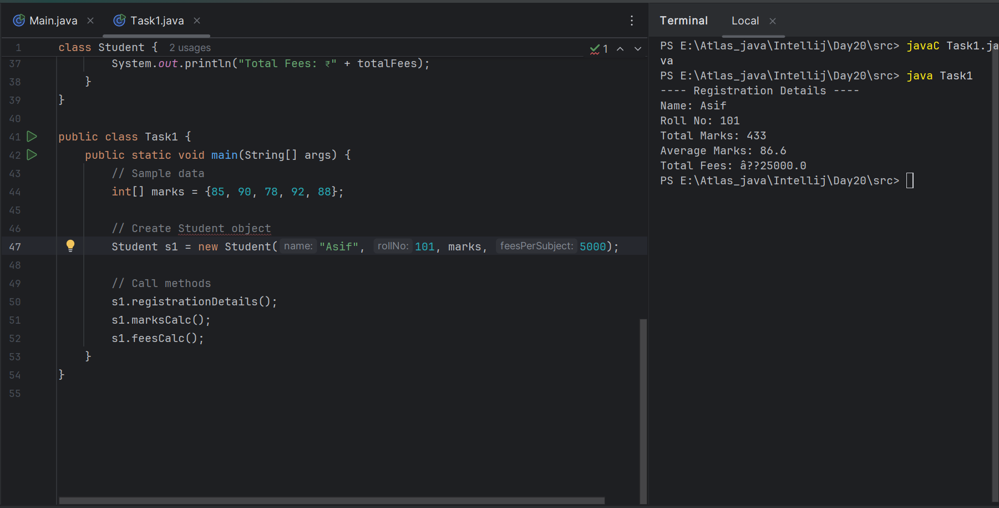 Main.java
Task1.java
1 class Student { 2 usages
1
37 System.out.println("Total Fees: ₹" + totalFees);
38 }
39 }
40
41 public class Task1 {
42 public static void main(String[] args) {
43 // Sample data
44 int[] marks = {85, 90, 78, 92, 88};
45
46 // Create Student object
47 Student s1 = new Student( name: "Asif", rollNo: 101, marks, feesPerSubject: 5000);
48
49 // Call methods
50 s1.registrationDetails();
51 s1.marksCalc();
52 s1.feesCalc();
53 }
54 }
55
Terminal Local
PS E:\Atlas_java\Intellij\Day20\src> javaC Task1.ja
va
PS E:\Atlas_java\Intellij\Day20\src> java Task1
---- Registration Details ----
Name: Asif
Roll No: 101
Total Marks: 433
Average Marks: 86.6
Total Fees: â??25000.0
PS E:\Atlas_java\Intellij\Day20\src>